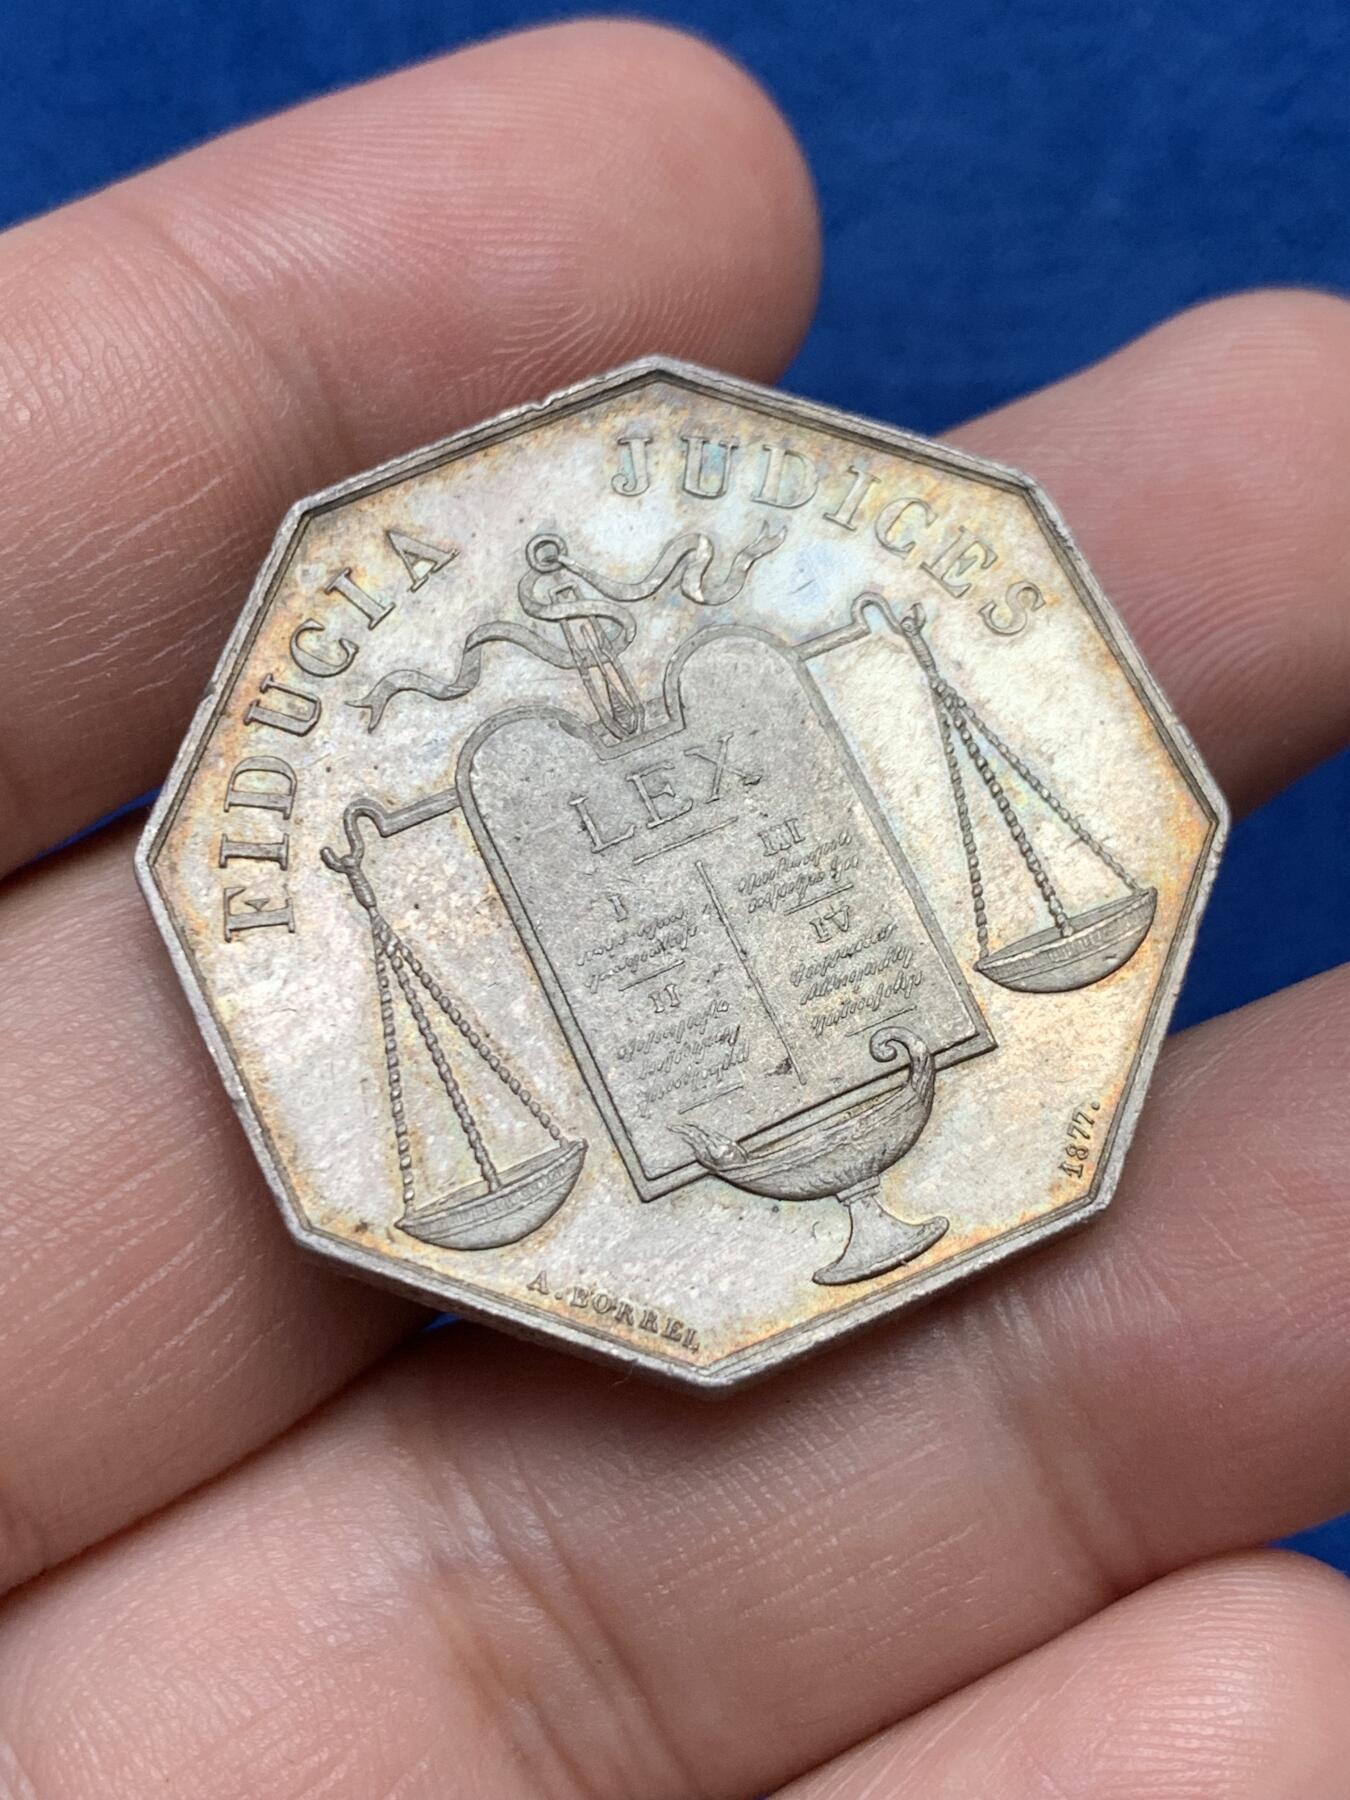 FIDUCIA JUDICES
LEX
I
II
III
IV
1877.
A. BORREL